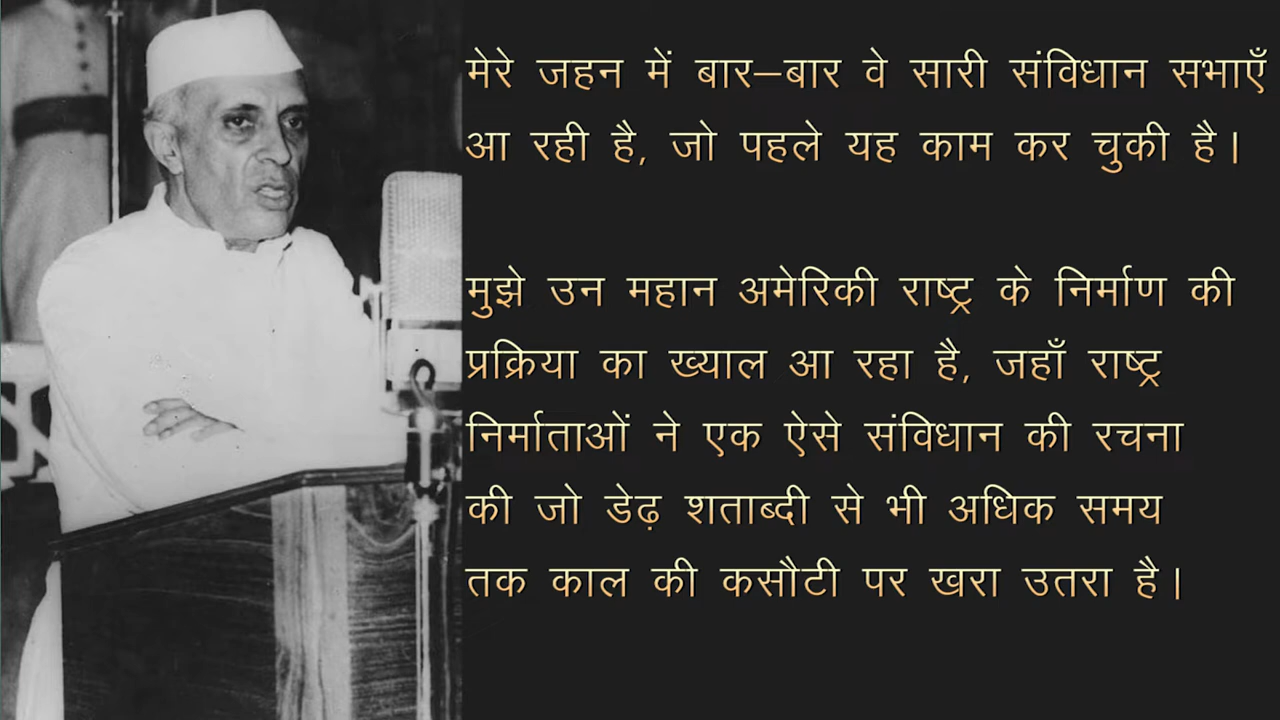 मेरे जहन में बार–बार वे सारी संविधान सभाएँ
आ रही है, जो पहले यह काम कर चुकी है।
मुझे उन महान अमेरिकी राष्ट्र के निर्माण की
प्रक्रिया का ख्याल आ रहा है, जहाँ राष्ट्र
निर्माताओं ने एक ऐसे संविधान की रचना
की जो डेढ़ शताब्दी से भी अधिक समय
तक काल की कसौटी पर खरा उतरा है।